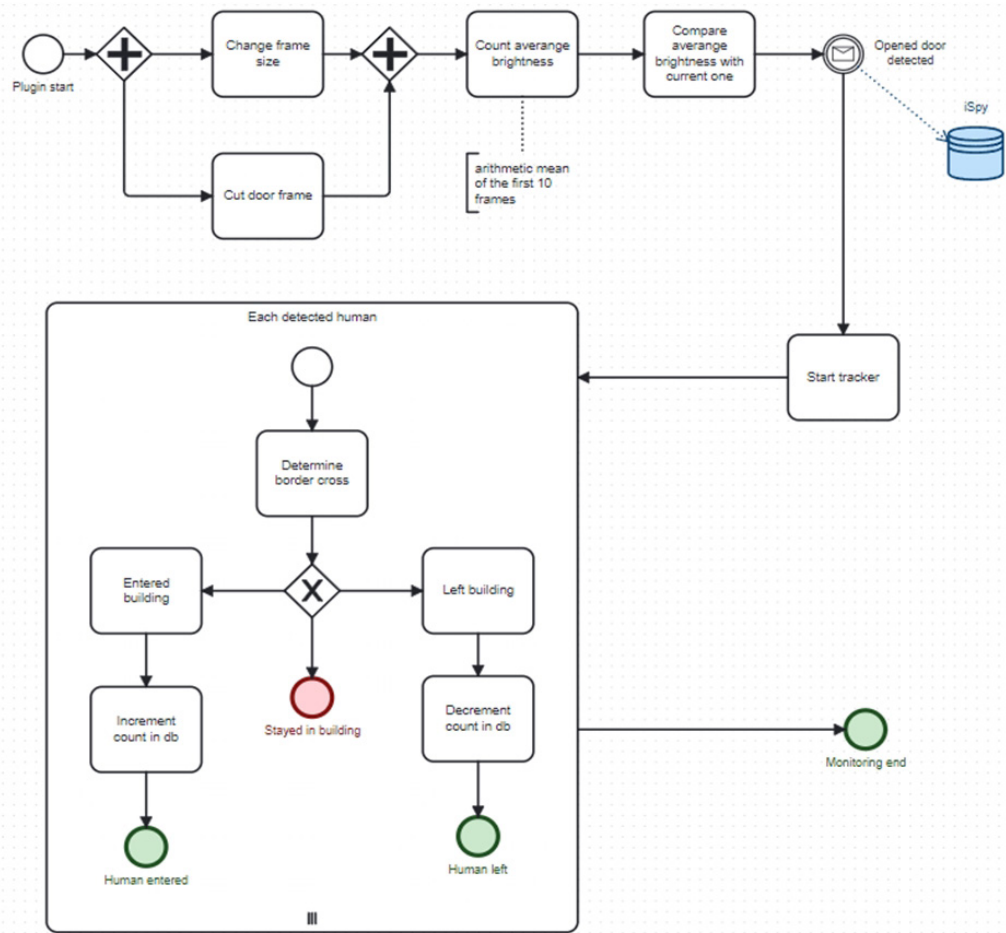 Plugin start
Change frame
size
Cut door frame
Count averange
brightness
arithmetic mean
of the first 10
frames
Compare
averange
brightness with
current one
Opened door
detected
iSpy
Start tracker
Each detected human
Determine
border cross
Entered
building
X
Left building
Increment
count in db
Stayed in building
Decrement
count in db
Human entered
Human left
Monitoring end